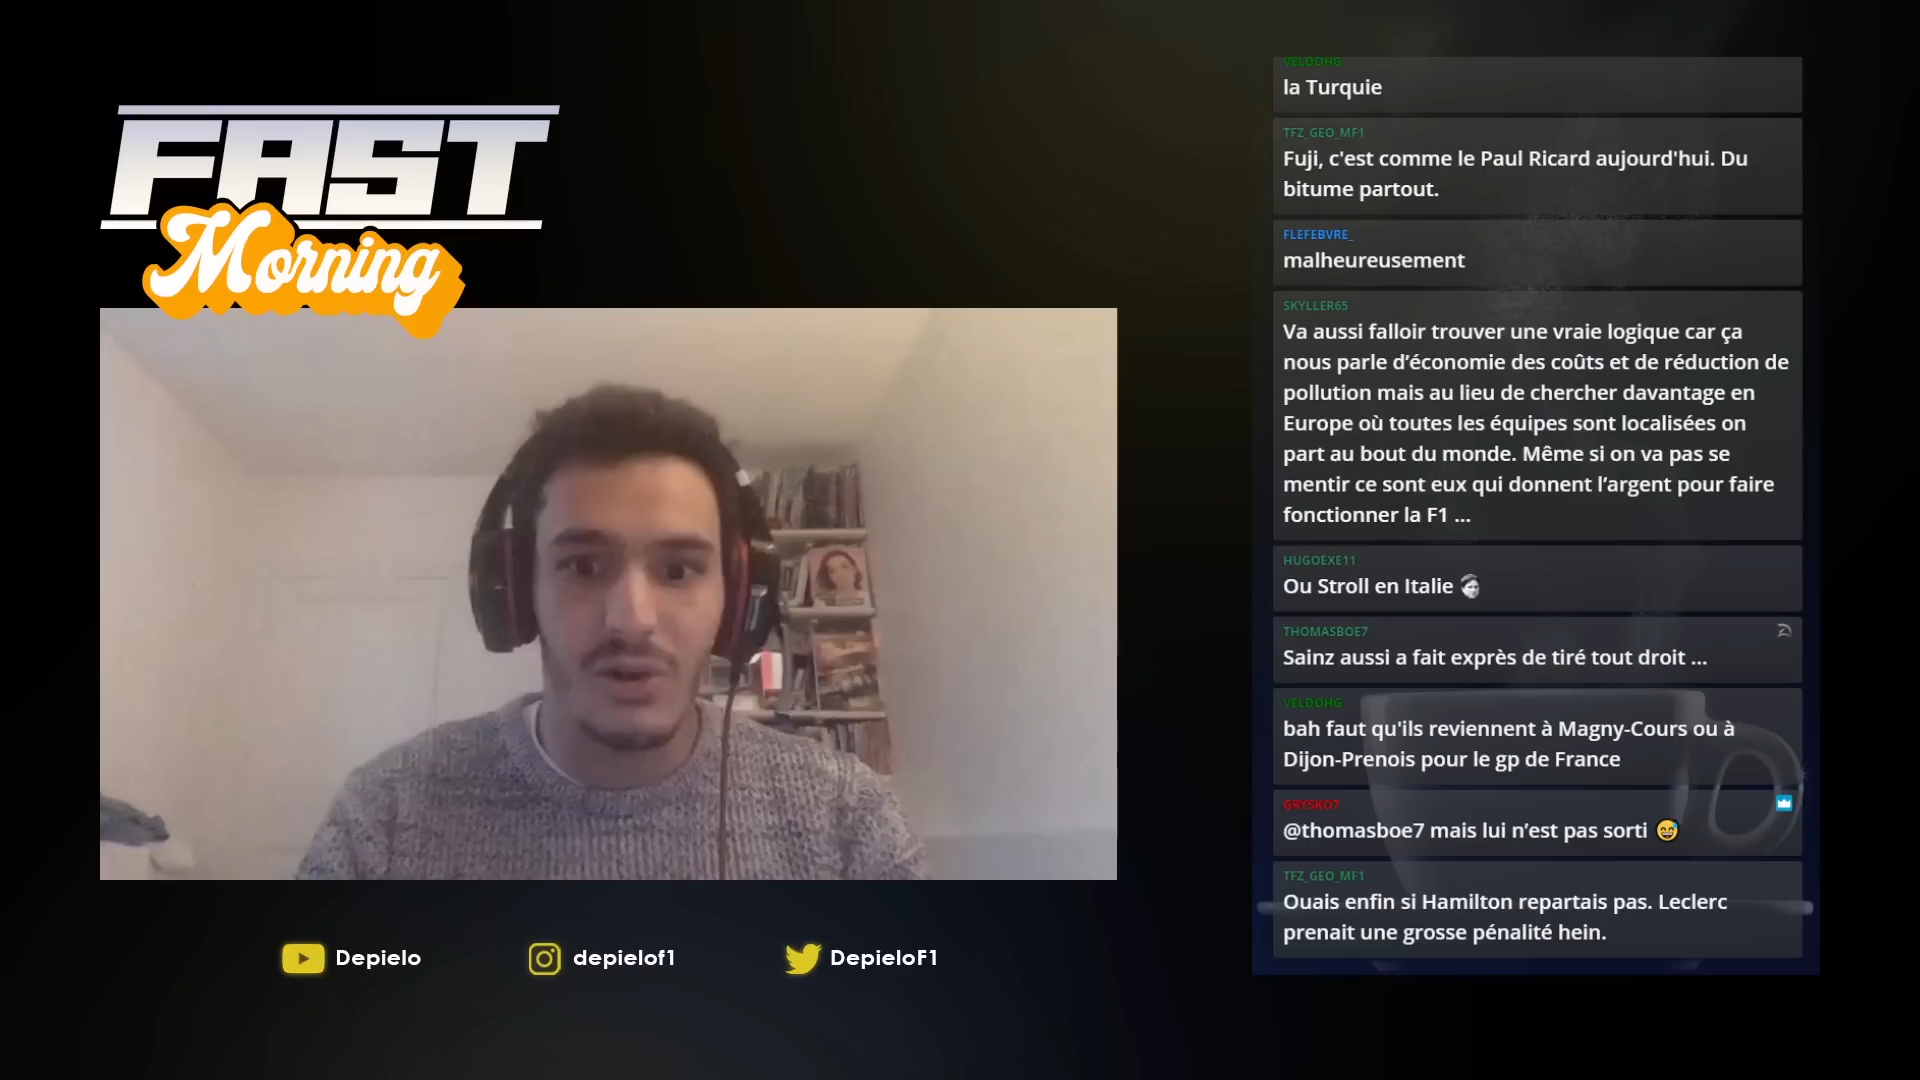 FAST
Morning
Depielo
depielof1
DepieloF1
VELDOHG
la Turquie
TFZ_GEO_MF1
Fuji, c'est comme le Paul Ricard aujourd'hui. Du
bitume partout.
FLEFEBVRE_
malheureusement
SKYLLER65
Va aussi falloir trouver une vraie logique car ça
nous parle d’économie des coûts et de réduction de
pollution mais au lieu de chercher davantage en
Europe où toutes les équipes sont localisées on
part au bout du monde. Même si on va pas se
mentir ce sont eux qui donnent l’argent pour faire
fonctionner la F1 ...
HUGOEXE11
Ou Stroll en Italie
THOMASBOE7
Sainz aussi a fait exprès de tiré tout droit ...
VELDOHG
bah faut qu'ils reviennent à Magny-Cours ou à
Dijon-Prenois pour le gp de France
GRYSKO7
@thomasboe7 mais lui n’est pas sorti 😅
TFZ_GEO_MF1
Ouais enfin si Hamilton repartais pas. Leclerc
prenait une grosse pénalité hein.